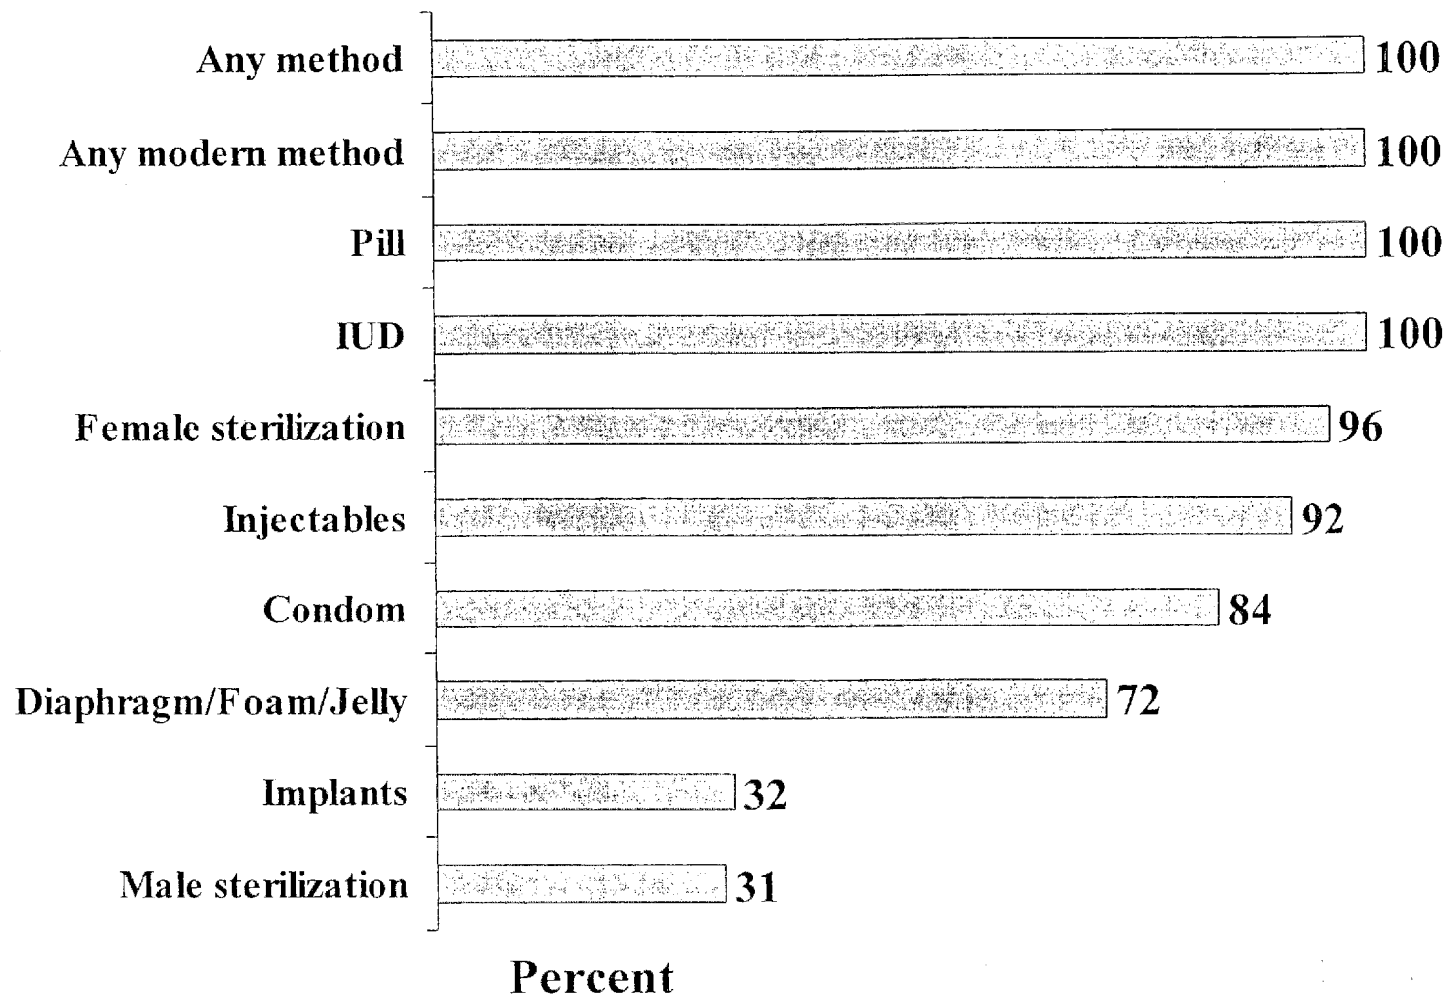 Any method 100
Any modern method 100
Pill 100
IUD 100
Female sterilization 96
Injectables 92
Condom 84
Diaphragm/Foam/Jelly 72
Implants 32
Male sterilization 31
Percent